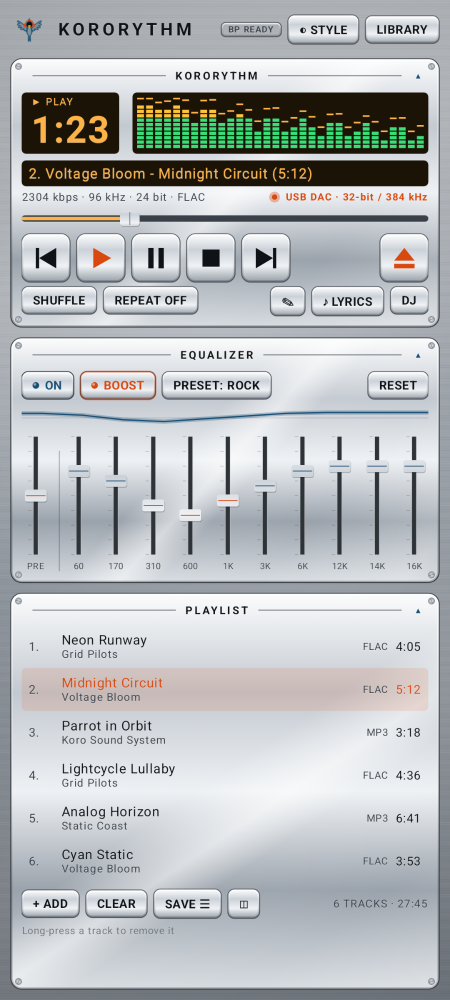 KORORYTHM
BP READY
◐ STYLE
LIBRARY
KORORYTHM
▲
▶ PLAY
1:23
2. Voltage Bloom - Midnight Circuit (5:12)
2304 kbps · 96 kHz · 24 bit · FLAC
USB DAC · 32-bit / 384 kHz
SHUFFLE
REPEAT OFF
✎
♪ LYRICS
DJ
EQUALIZER
▲
ON
BOOST
PRESET: ROCK
RESET
PRE 60 170 310 600 1K 3K 6K 12K 14K 16K
PLAYLIST
▲
1. Neon Runway FLAC 4:05
Grid Pilots
2. Midnight Circuit FLAC 5:12
Voltage Bloom
3. Parrot in Orbit MP3 3:18
Koro Sound System
4. Lightcycle Lullaby FLAC 4:36
Grid Pilots
5. Analog Horizon MP3 6:41
Static Coast
6. Cyan Static FLAC 3:53
Voltage Bloom
+ ADD
CLEAR
SAVE ☰
◫
6 TRACKS · 27:45
Long-press a track to remove it